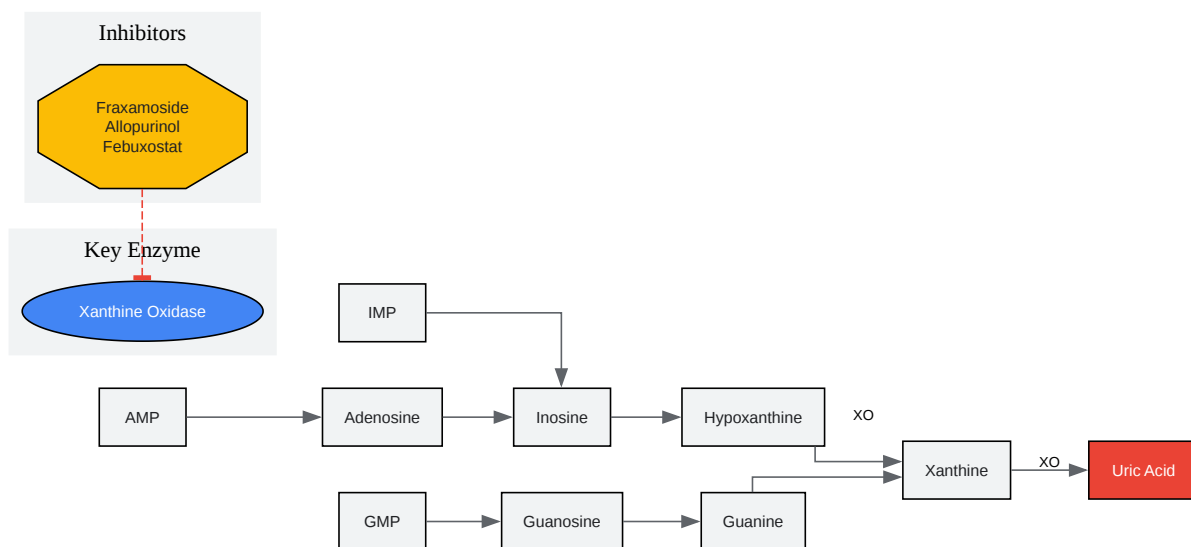 Inhibitors
Fraxamoside
Allopurinol
Febuxostat
Key Enzyme
Xanthine Oxidase
IMP
AMP
Adenosine
Inosine
Hypoxanthine
XO
Xanthine
XO
Uric Acid
GMP
Guanosine
Guanine